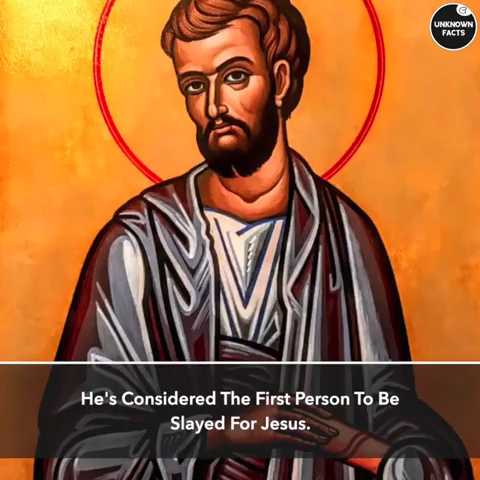 UNKNOWN
FACTS
He's Considered The First Person To Be
Slayed For Jesus.